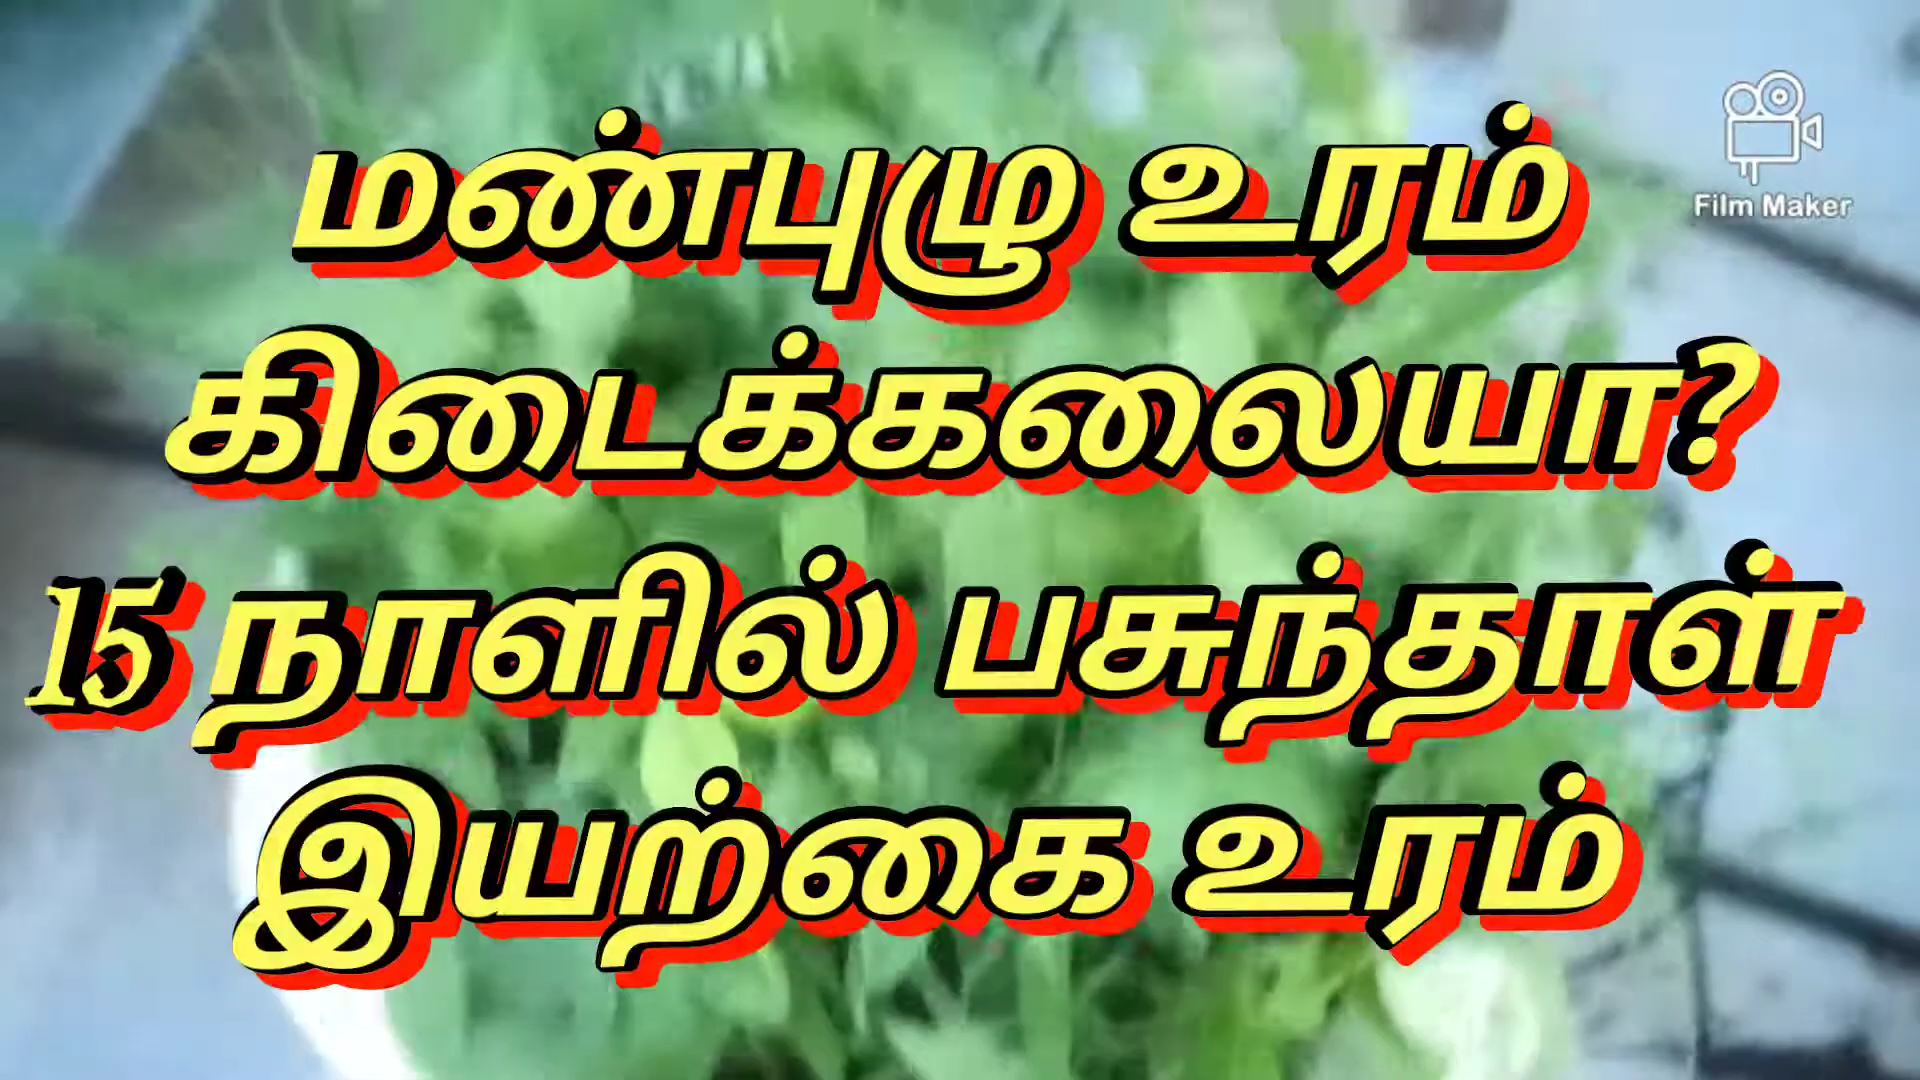 மண்புழு உரம்
கிடைக்கலையா?
15 நாளில் பசுந்தாள்
இயற்கை உரம்
Film Maker